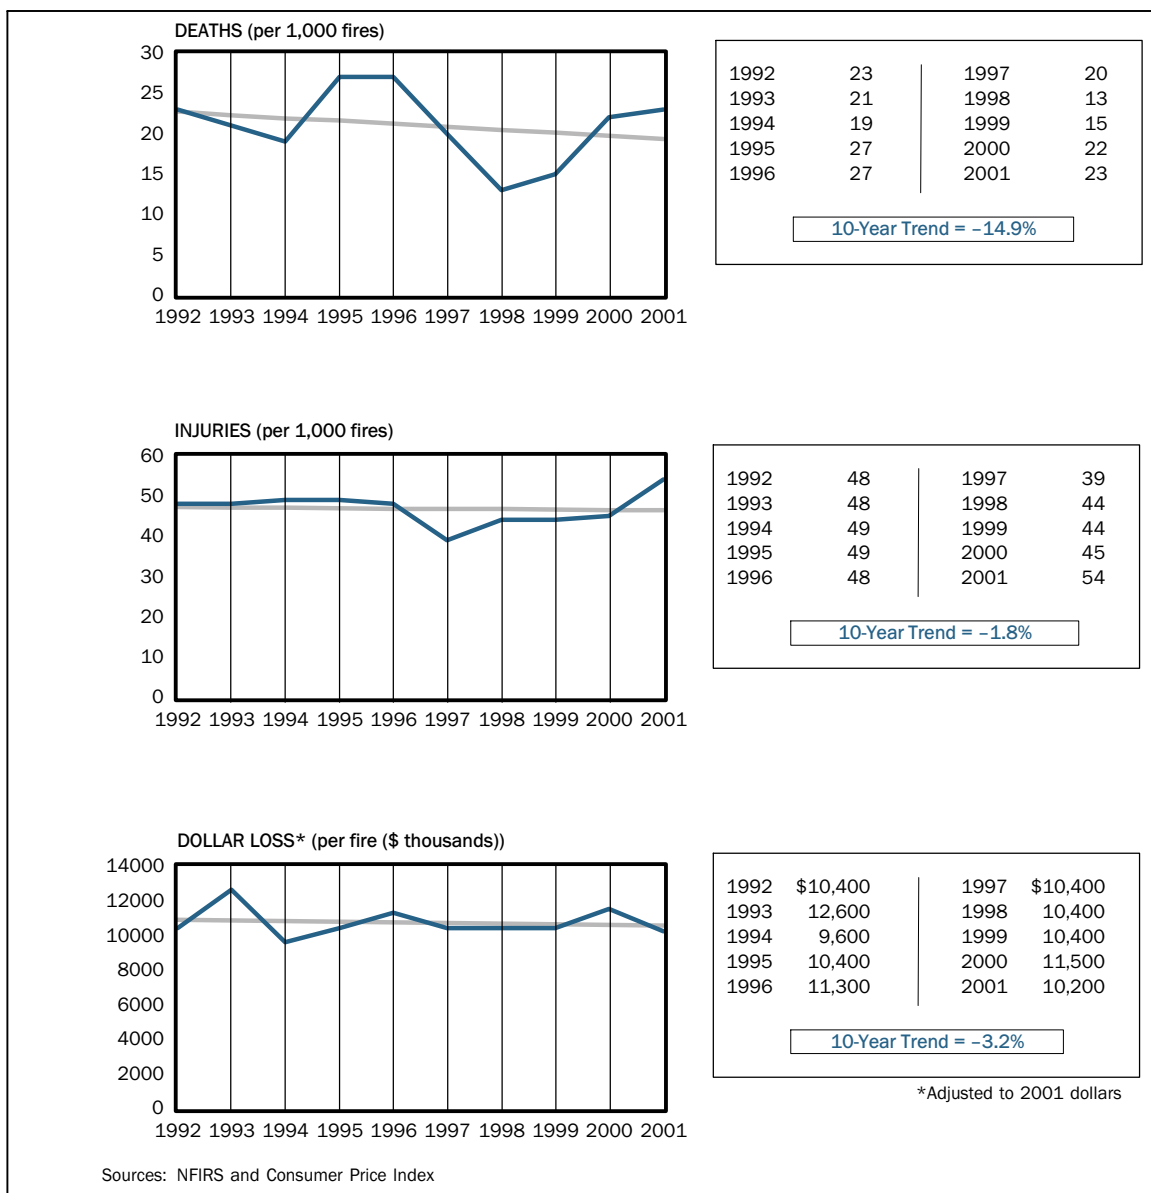 DEATHS (per 1,000 fires)
30
25
20
15
10
5
0
1992 1993 1994 1995 1996 1997 1998 1999 2000 2001
1992 23 1997 20
1993 21 1998 13
1994 19 1999 15
1995 27 2000 22
1996 27 2001 23
10-Year Trend = –14.9%
INJURIES (per 1,000 fires)
60
50
40
30
20
10
0
1992 1993 1994 1995 1996 1997 1998 1999 2000 2001
1992 48 1997 39
1993 48 1998 44
1994 49 1999 44
1995 49 2000 45
1996 48 2001 54
10-Year Trend = –1.8%
DOLLAR LOSS* (per fire ($ thousands))
14000
12000
10000
8000
6000
4000
2000
0
1992 1993 1994 1995 1996 1997 1998 1999 2000 2001
1992 $10,400 1997 $10,400
1993 12,600 1998 10,400
1994 9,600 1999 10,400
1995 10,400 2000 11,500
1996 11,300 2001 10,200
10-Year Trend = –3.2%
*Adjusted to 2001 dollars
Sources: NFIRS and Consumer Price Index